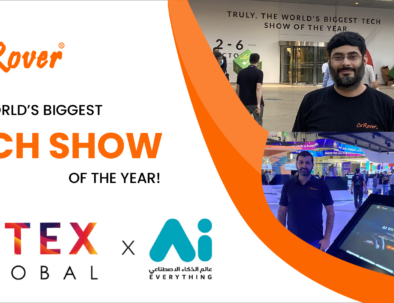 Rover®
ORLD'S BIGGEST
CH SHOW
OF THE YEAR!
TEX
OBAL
x
Ai
عالم الذكاء الاصطناعي
EVERYTHING
TRULY, THE WORLD'S BIGGEST TECH
SHOW OF THE YEAR
2-6